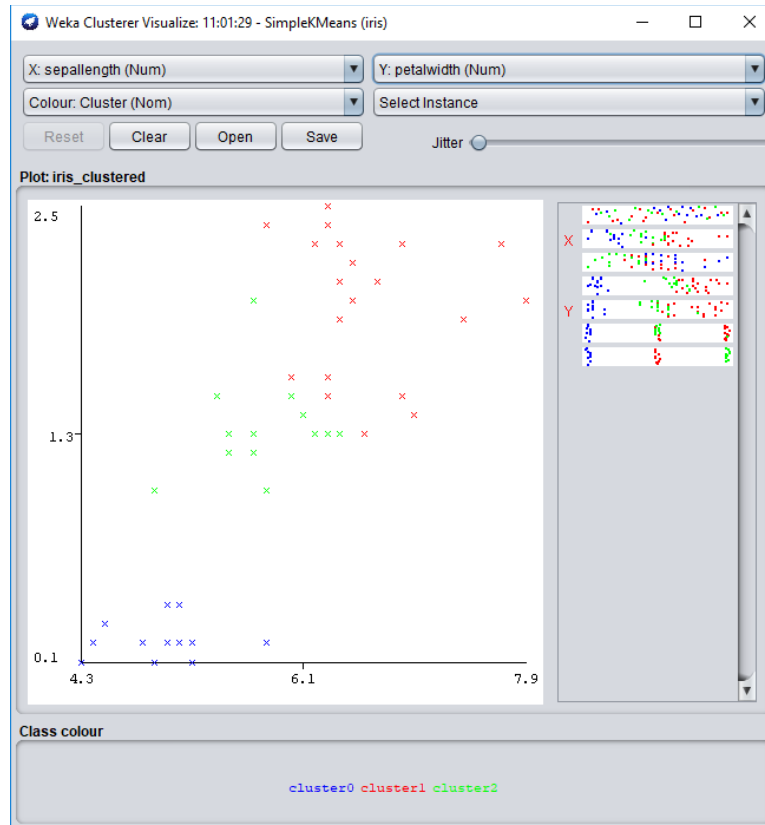 Weka Clusterer Visualize: 11:01:29 - SimpleKMeans (iris)
X: sepallength (Num) Y: petalwidth (Num)
Colour: Cluster (Nom) Select Instance
Reset Clear Open Save Jitter
Plot: iris_clustered
2.5
X
Y
1.3
0.1
4.3 6.1 7.9
Class colour
cluster0 cluster1 cluster2